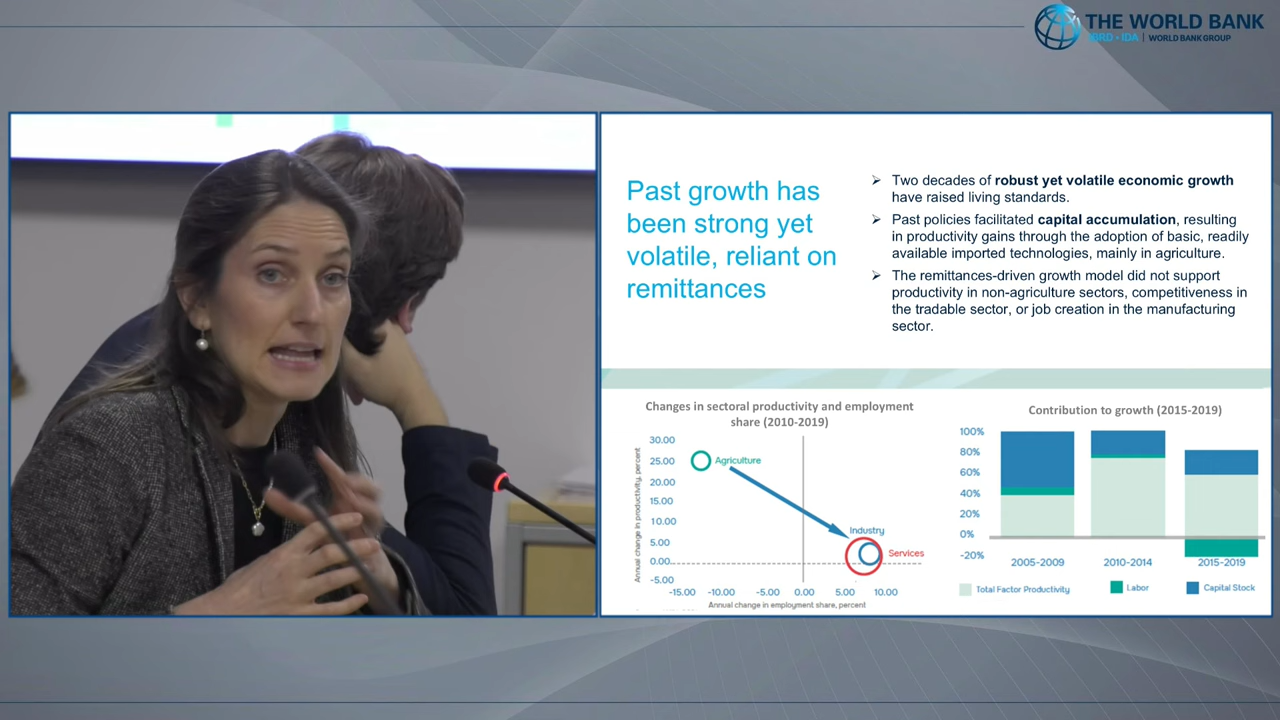 THE WORLD BANK
IBRD • IDA | WORLD BANK GROUP
Past growth has
been strong yet
volatile, reliant on
remittances
➢ Two decades of robust yet volatile economic growth
have raised living standards.
➢ Past policies facilitated capital accumulation, resulting
in productivity gains through the adoption of basic, readily
available imported technologies, mainly in agriculture.
➢ The remittances-driven growth model did not support
productivity in non-agriculture sectors, competitiveness in
the tradable sector, or job creation in the manufacturing
sector.
Changes in sectoral productivity and employment
share (2010-2019)
Annual change in productivity, percent
30.00
25.00
20.00
15.00
10.00
5.00
0.00
-5.00
Agriculture
Industry
Services
-15.00 -10.00 -5.00 0.00 5.00 10.00
Annual change in employment share, percent
Contribution to growth (2015-2019)
100%
80%
60%
40%
20%
0%
-20%
2005-2009 2010-2014 2015-2019
Total Factor Productivity Labor Capital Stock